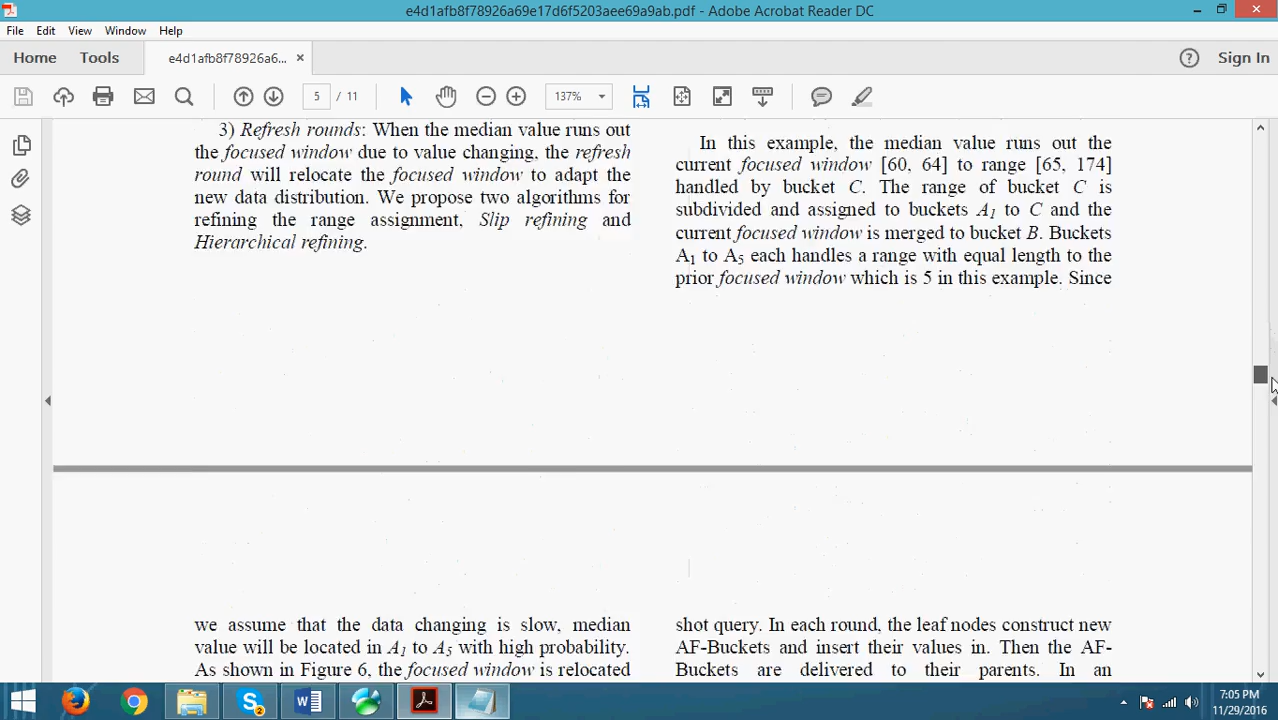 e4d1afb8f78926a69e17d6f5203aee69a9ab.pdf - Adobe Acrobat Reader DC
File Edit View Window Help
Home Tools e4d1afb8f78926a6... × ? Sign In
5 / 11 137%
3) Refresh rounds: When the median value runs out
the focused window due to value changing, the refresh
round will relocate the focused window to adapt the
new data distribution. We propose two algorithms for
refining the range assignment, Slip refining and
Hierarchical refining.
In this example, the median value runs out the
current focused window [60, 64] to range [65, 174]
handled by bucket C. The range of bucket C is
subdivided and assigned to buckets A1 to C and the
current focused window is merged to bucket B. Buckets
A1 to A5 each handles a range with equal length to the
prior focused window which is 5 in this example. Since
we assume that the data changing is slow, median
value will be located in A1 to A5 with high probability.
As shown in Figure 6, the focused window is relocated
shot query. In each round, the leaf nodes construct new
AF-Buckets and insert their values in. Then the AF-
Buckets are delivered to their parents. In an
2
7:05 PM
11/29/2016